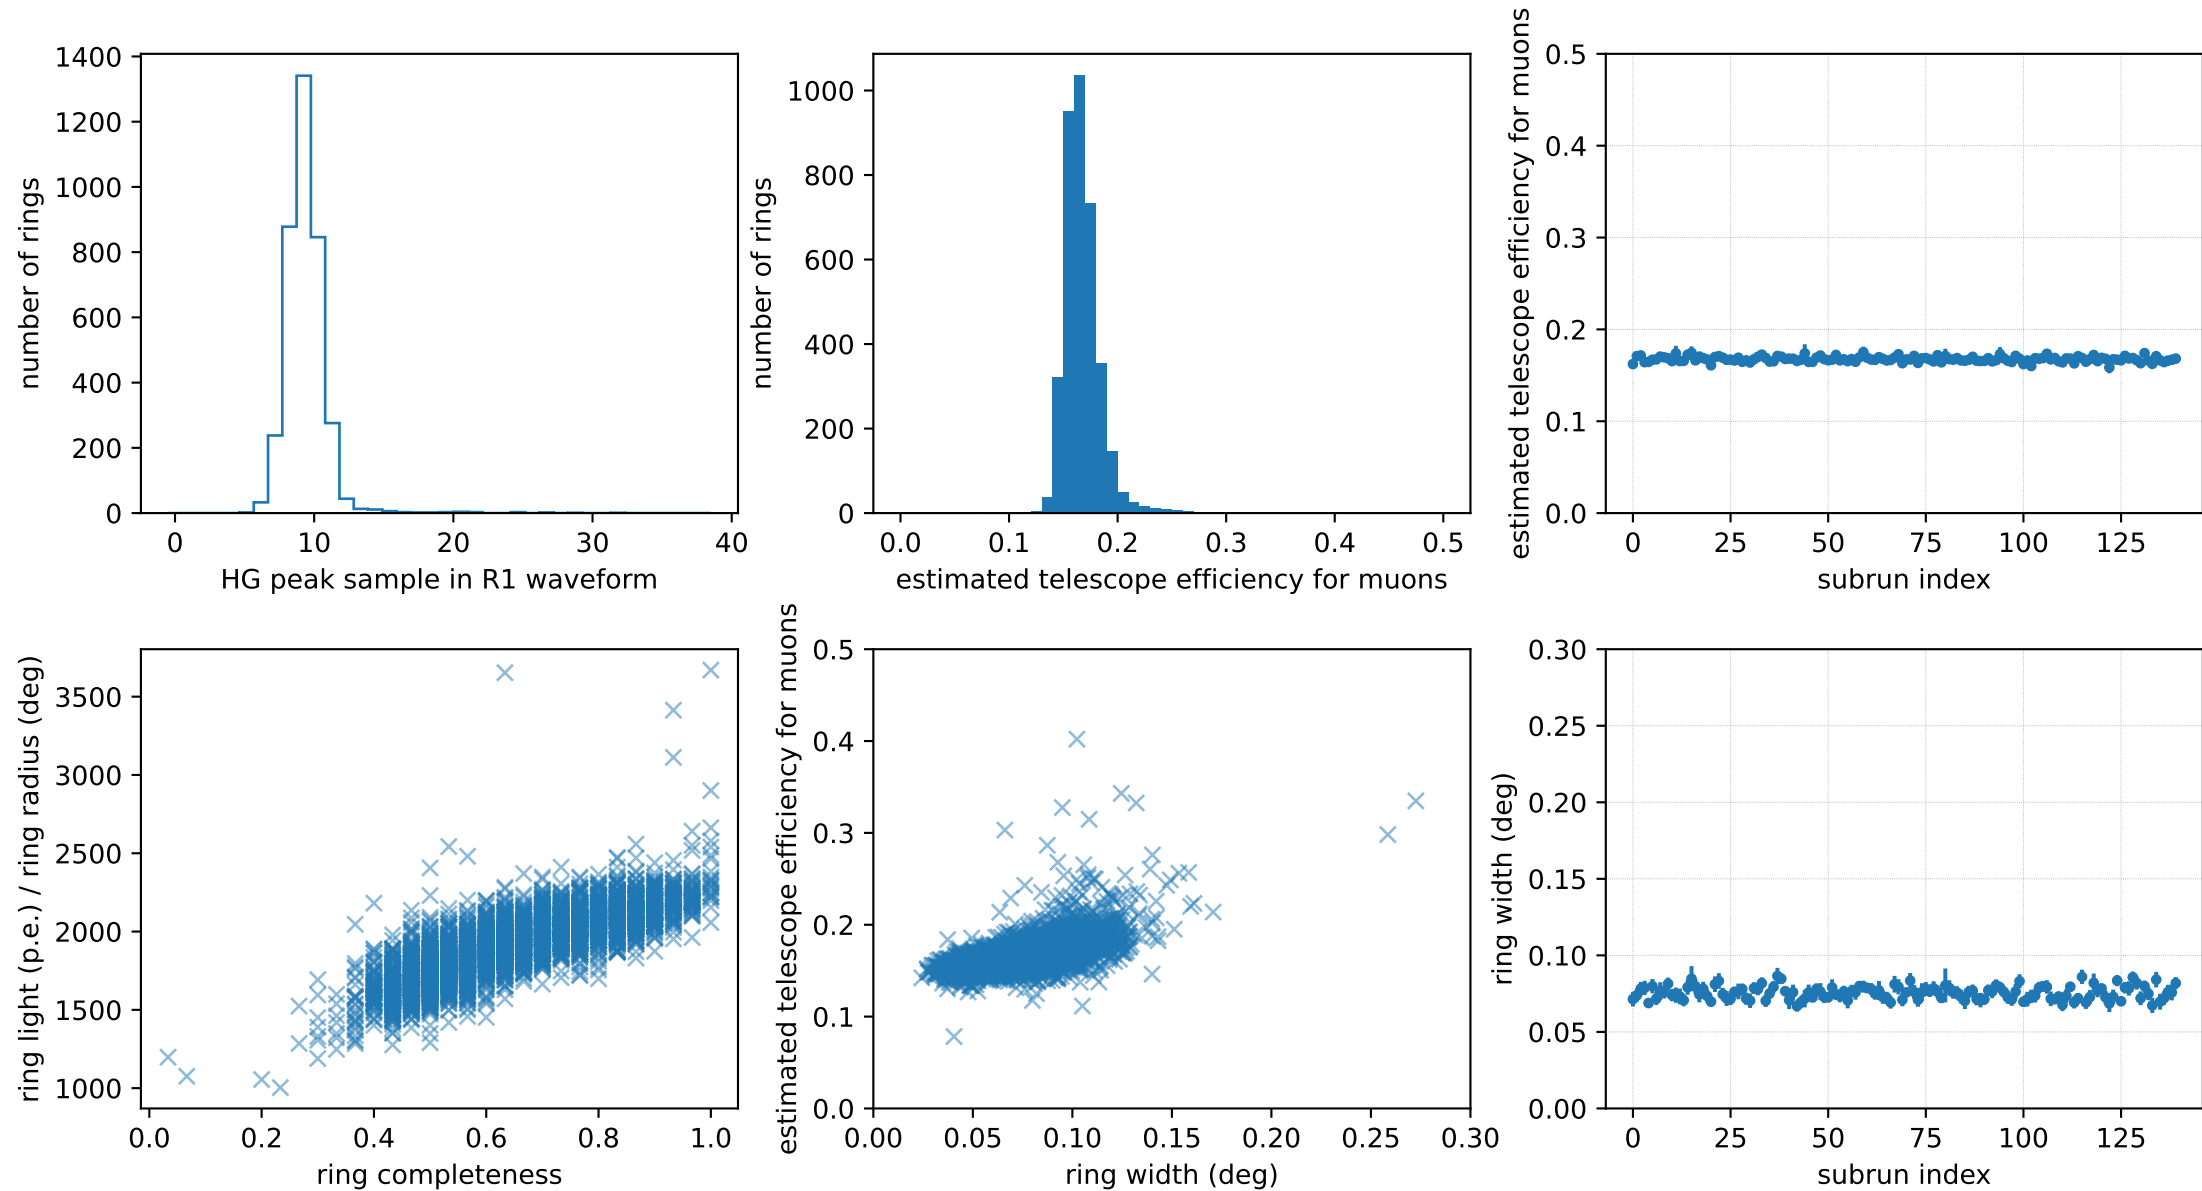 number of rings
1400
1200
1000
800
600
400
200
0
0 10 20 30 40
HG peak sample in R1 waveform
number of rings
1000
800
600
400
200
0
0.0 0.1 0.2 0.3 0.4 0.5
estimated telescope efficiency for muons
estimated telescope efficiency for muons
0.5
0.4
0.3
0.2
0.1
0.0
0 25 50 75 100 125
subrun index
ring light (p.e.) / ring radius (deg)
3500
3000
2500
2000
1500
1000
0.0 0.2 0.4 0.6 0.8 1.0
ring completeness
estimated telescope efficiency for muons
0.5
0.4
0.3
0.2
0.1
0.0
0.00 0.05 0.10 0.15 0.20 0.25 0.30
ring width (deg)
ring width (deg)
0.30
0.25
0.20
0.15
0.10
0.05
0.00
0 25 50 75 100 125
subrun index